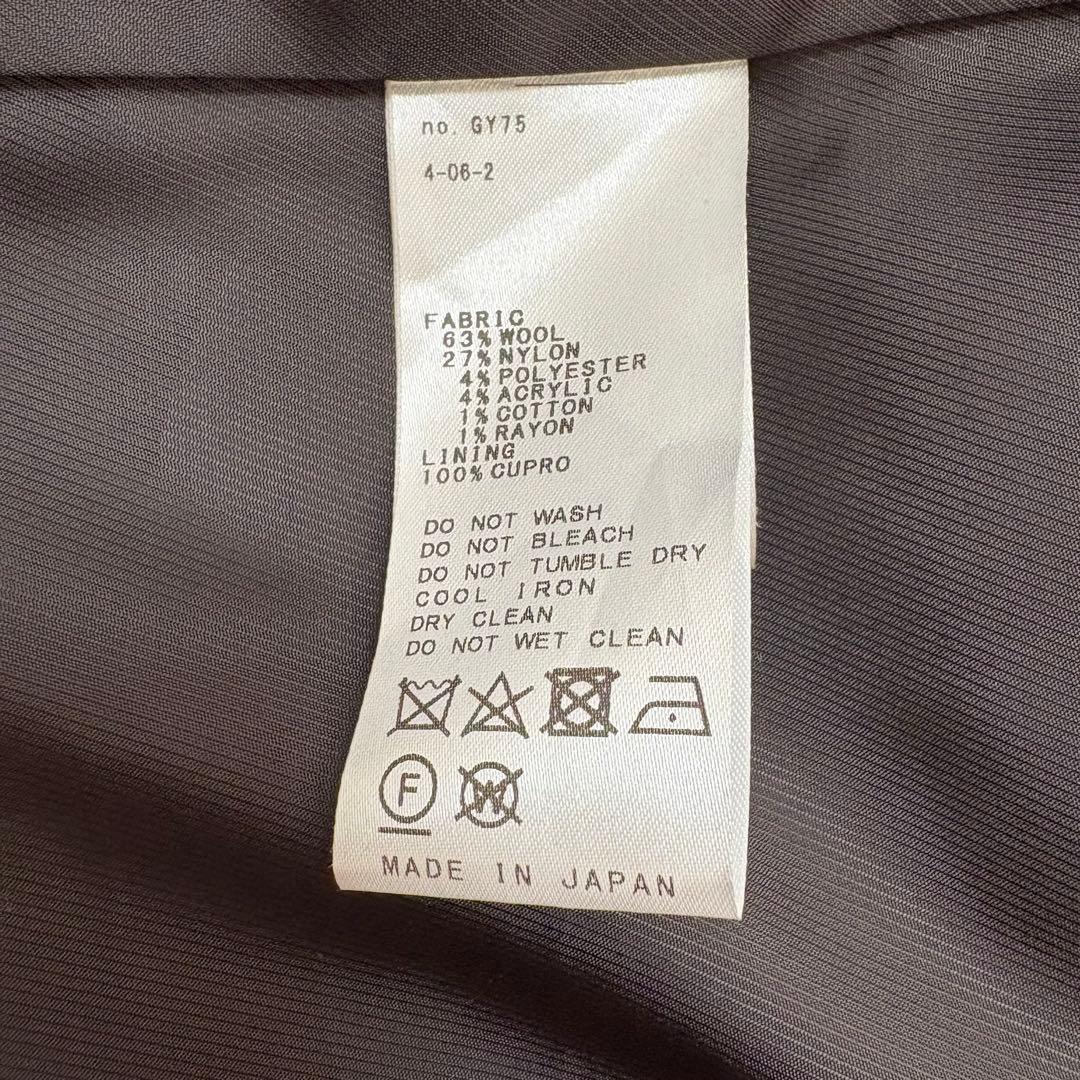 no. GY75
4-06-2
FABRIC
63% WOOL
27% NYLON
4% POLYESTER
4% ACRYLIC
1% COTTON
1% RAYON
LINING
100% CUPRO
DO NOT WASH
DO NOT BLEACH
DO NOT TUMBLE DRY
COOL IRON
DRY CLEAN
DO NOT WET CLEAN
F W
MADE IN JAPAN